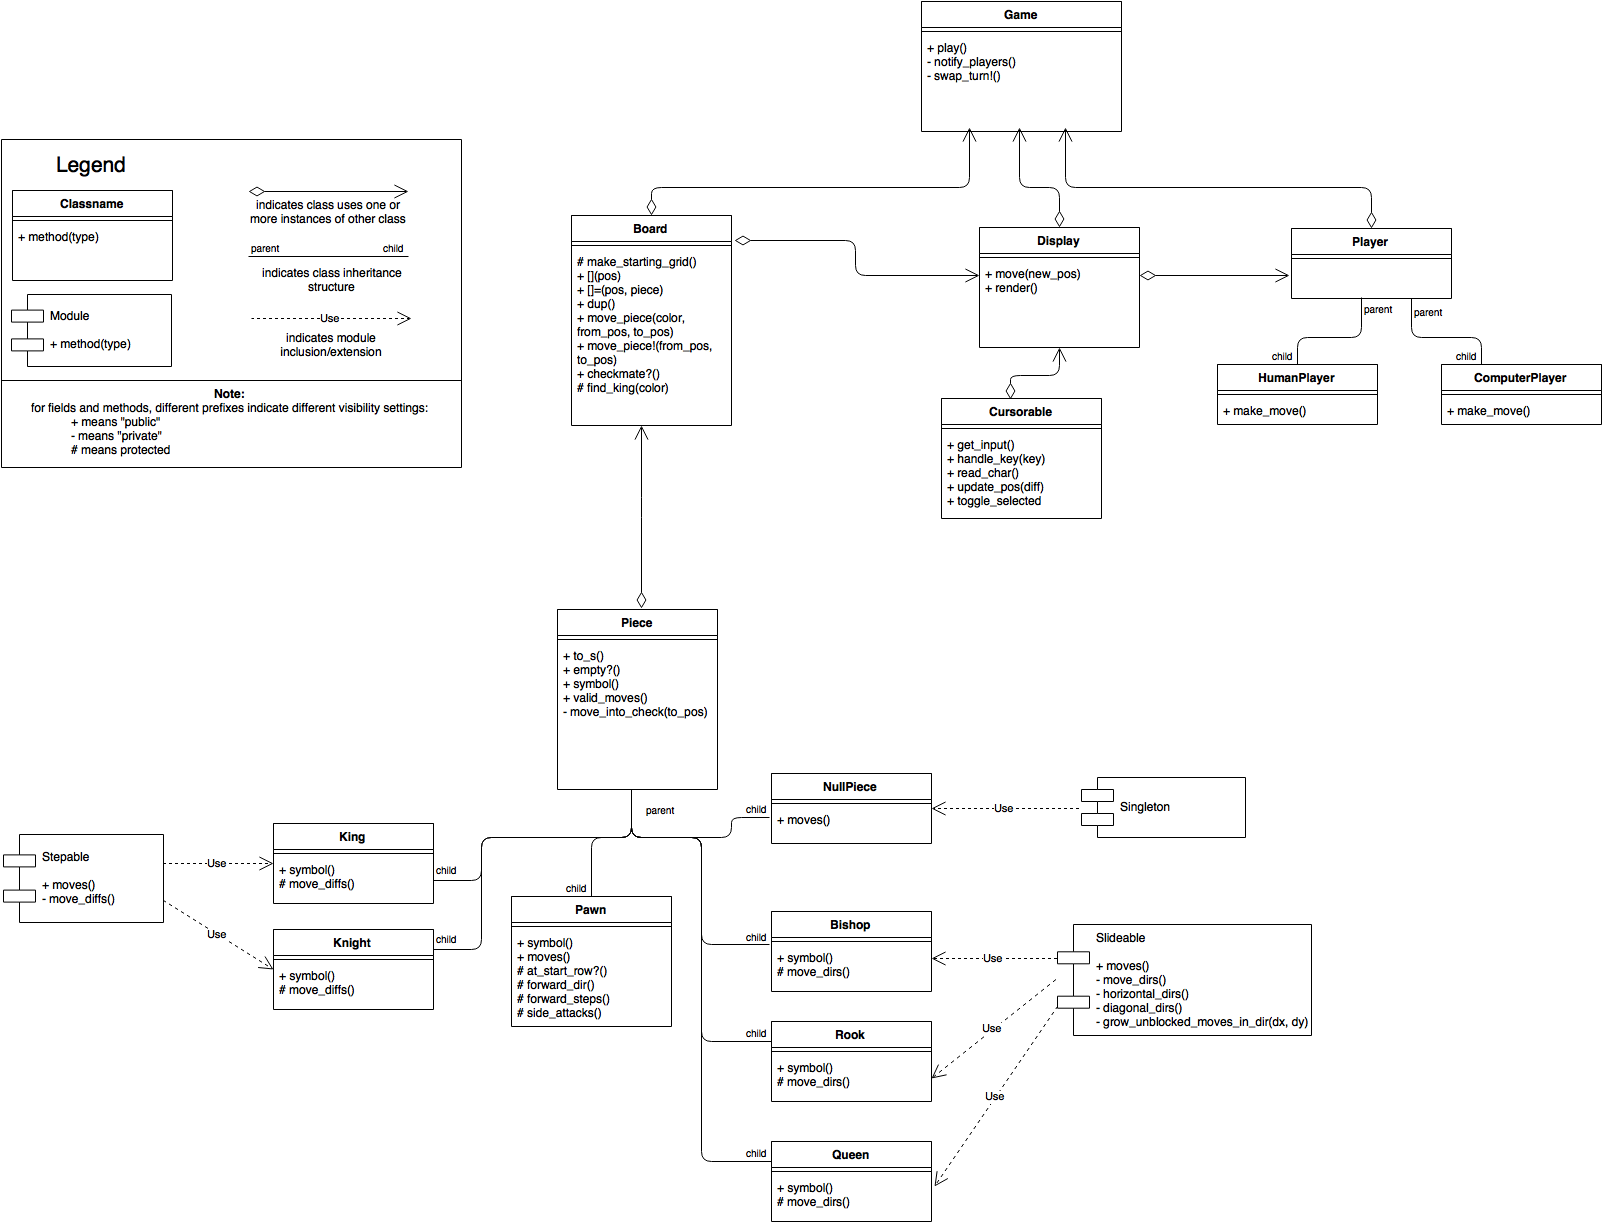 Game
+ play()
- notify_players()
- swap_turn!()
Legend
Classname
+ method(type)
indicates class uses one or
more instances of other class
parent
child
indicates class inheritance
structure
Module
+ method(type)
Use
indicates module
inclusion/extension
Note:
for fields and methods, different prefixes indicate different visibility settings:
+ means "public"
- means "private"
# means protected
Board
# make_starting_grid()
+ [](pos)
+ []=(pos, piece)
+ dup()
+ move_piece(color,
from_pos, to_pos)
+ move_piece!(from_pos,
to_pos)
+ checkmate?()
# find_king(color)
Display
+ move(new_pos)
+ render()
Player
parent
parent
child
child
HumanPlayer
+ make_move()
ComputerPlayer
+ make_move()
Cursorable
+ get_input()
+ handle_key(key)
+ read_char()
+ update_pos(diff)
+ toggle_selected
Piece
+ to_s()
+ empty?()
+ symbol()
+ valid_moves()
- move_into_check(to_pos)
parent
child
NullPiece
+ moves()
Use
Singleton
Stepable
+ moves()
- move_diffs()
Use
Use
King
+ symbol()
# move_diffs()
child
Knight
+ symbol()
# move_diffs()
child
child
Pawn
+ symbol()
+ moves()
# at_start_row?()
# forward_dir()
# forward_steps()
# side_attacks()
child
Bishop
+ symbol()
# move_dirs()
Use
Slideable
+ moves()
- move_dirs()
- horizontal_dirs()
- diagonal_dirs()
- grow_unblocked_moves_in_dir(dx, dy)
child
Rook
+ symbol()
# move_dirs()
Use
Use
child
Queen
+ symbol()
# move_dirs()